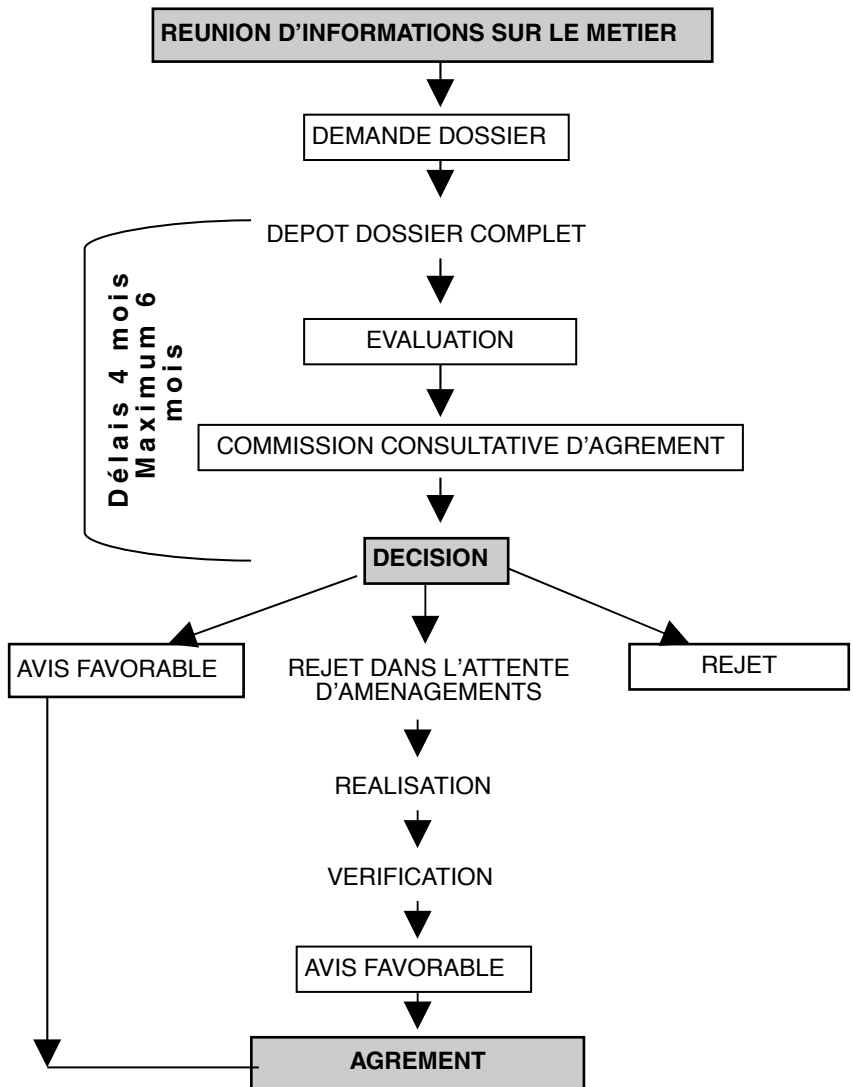 REUNION D'INFORMATIONS SUR LE METIER
DEMANDE DOSSIER
DEPOT DOSSIER COMPLET
Délais 4 mois
Maximum 6
mois
EVALUATION
COMMISSION CONSULTATIVE D'AGREMENT
DECISION
AVIS FAVORABLE
REJET DANS L'ATTENTE
D'AMENAGEMENTS
REJET
REALISATION
VERIFICATION
AVIS FAVORABLE
AGREMENT